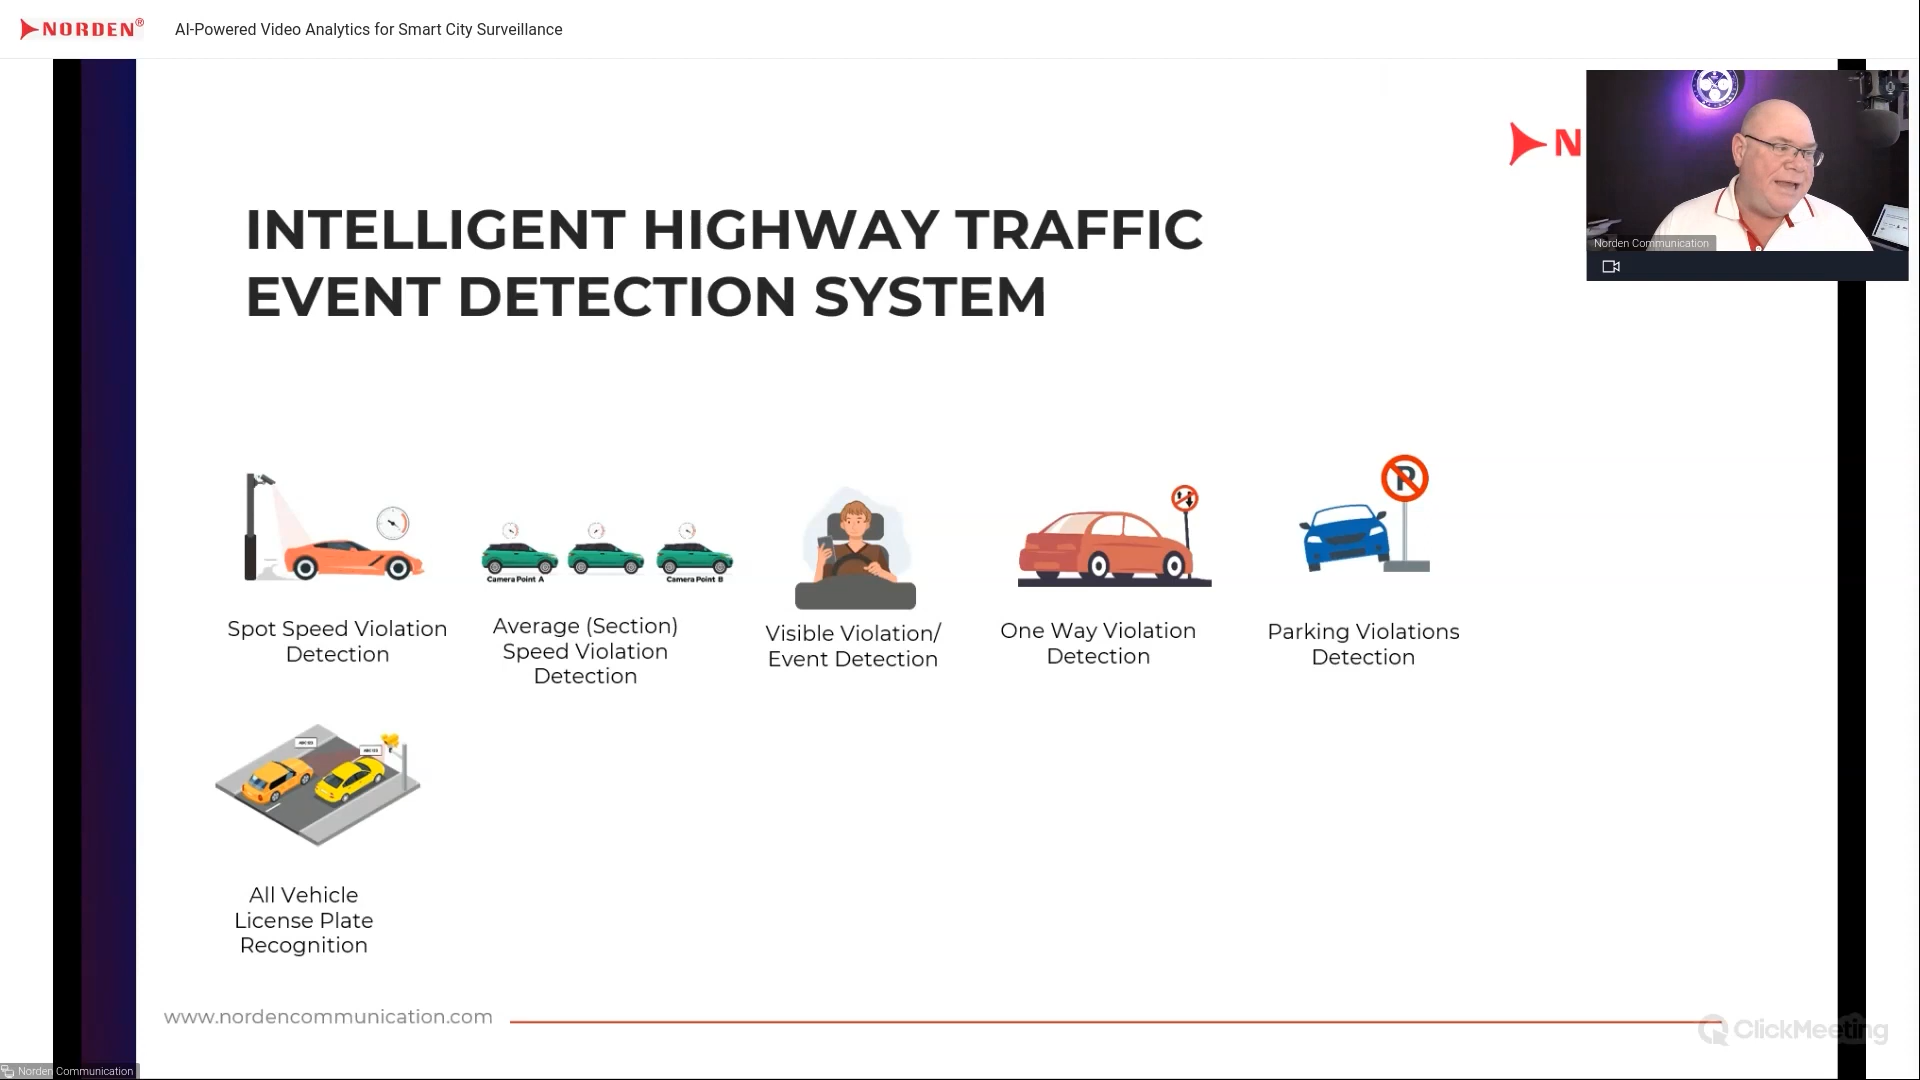 NORDEN®
AI-Powered Video Analytics for Smart City Surveillance
N
Norden Communication
INTELLIGENT HIGHWAY TRAFFIC
EVENT DETECTION SYSTEM
P
Camera Point A
Camera Point B
Spot Speed Violation
Detection
Average (Section)
Speed Violation
Detection
Visible Violation/
Event Detection
One Way Violation
Detection
Parking Violations
Detection
All Vehicle
License Plate
Recognition
www.nordencommunication.com
ClickMeeting
Norden Communication